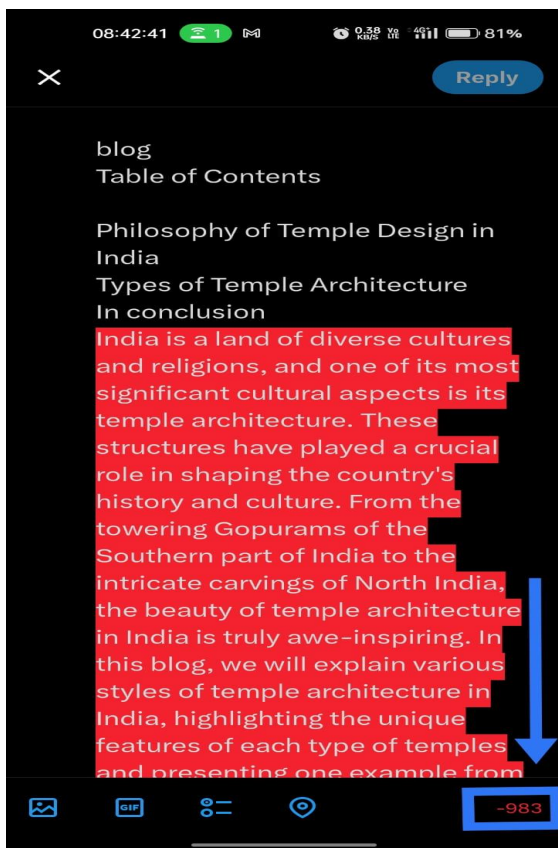 08:42:41 1 0.38 KB/S Vo LTE 4G+ 81%
Reply
blog
Table of Contents
Philosophy of Temple Design in
India
Types of Temple Architecture
In conclusion
India is a land of diverse cultures
and religions, and one of its most
significant cultural aspects is its
temple architecture. These
structures have played a crucial
role in shaping the country's
history and culture. From the
towering Gopurams of the
Southern part of India to the
intricate carvings of North India,
the beauty of temple architecture
in India is truly awe-inspiring. In
this blog, we will explain various
styles of temple architecture in
India, highlighting the unique
features of each type of temples
and presenting one example from
GIF
-983